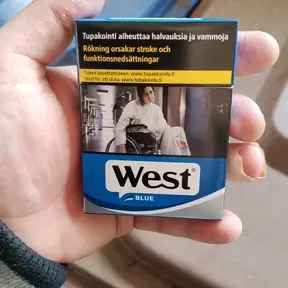 Tupakointi aiheuttaa halvauksia ja vammoja
Rökning orsakar stroke och
funktionsnedsättningar
Tukea lopettamiseen: www.tupakkainfo.fi
Stöd för att sluta: www.tobaksinfo.fi
West
BLUE